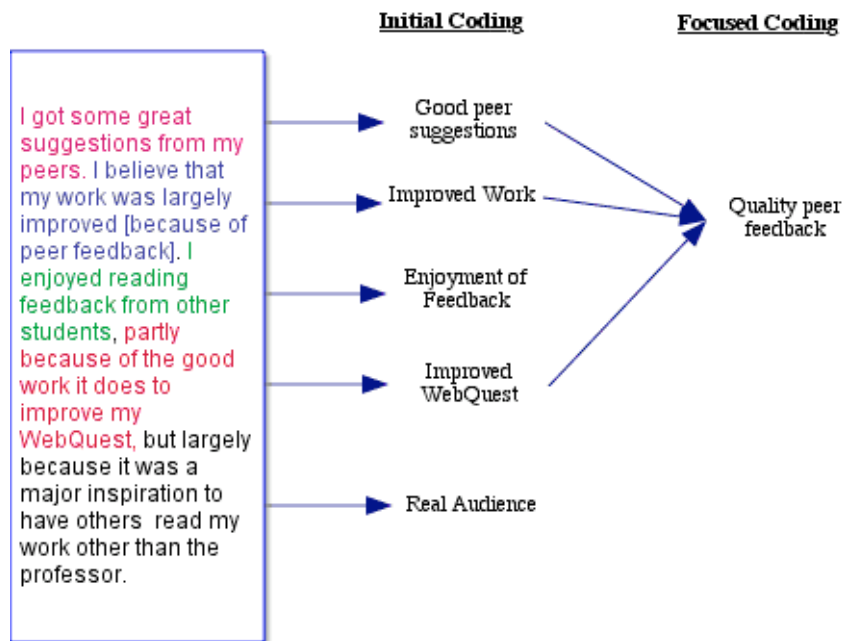 Initial Coding
Focused Coding
I got some great
suggestions from my
peers. I believe that
my work was largely
improved [because of
peer feedback]. I
enjoyed reading
feedback from other
students, partly
because of the good
work it does to
improve my
WebQuest, but largely
because it was a
major inspiration to
have others read my
work other than the
professor.
Good peer
suggestions
Improved Work
Enjoyment of
Feedback
Improved
WebQuest
Real Audience
Quality peer
feedback